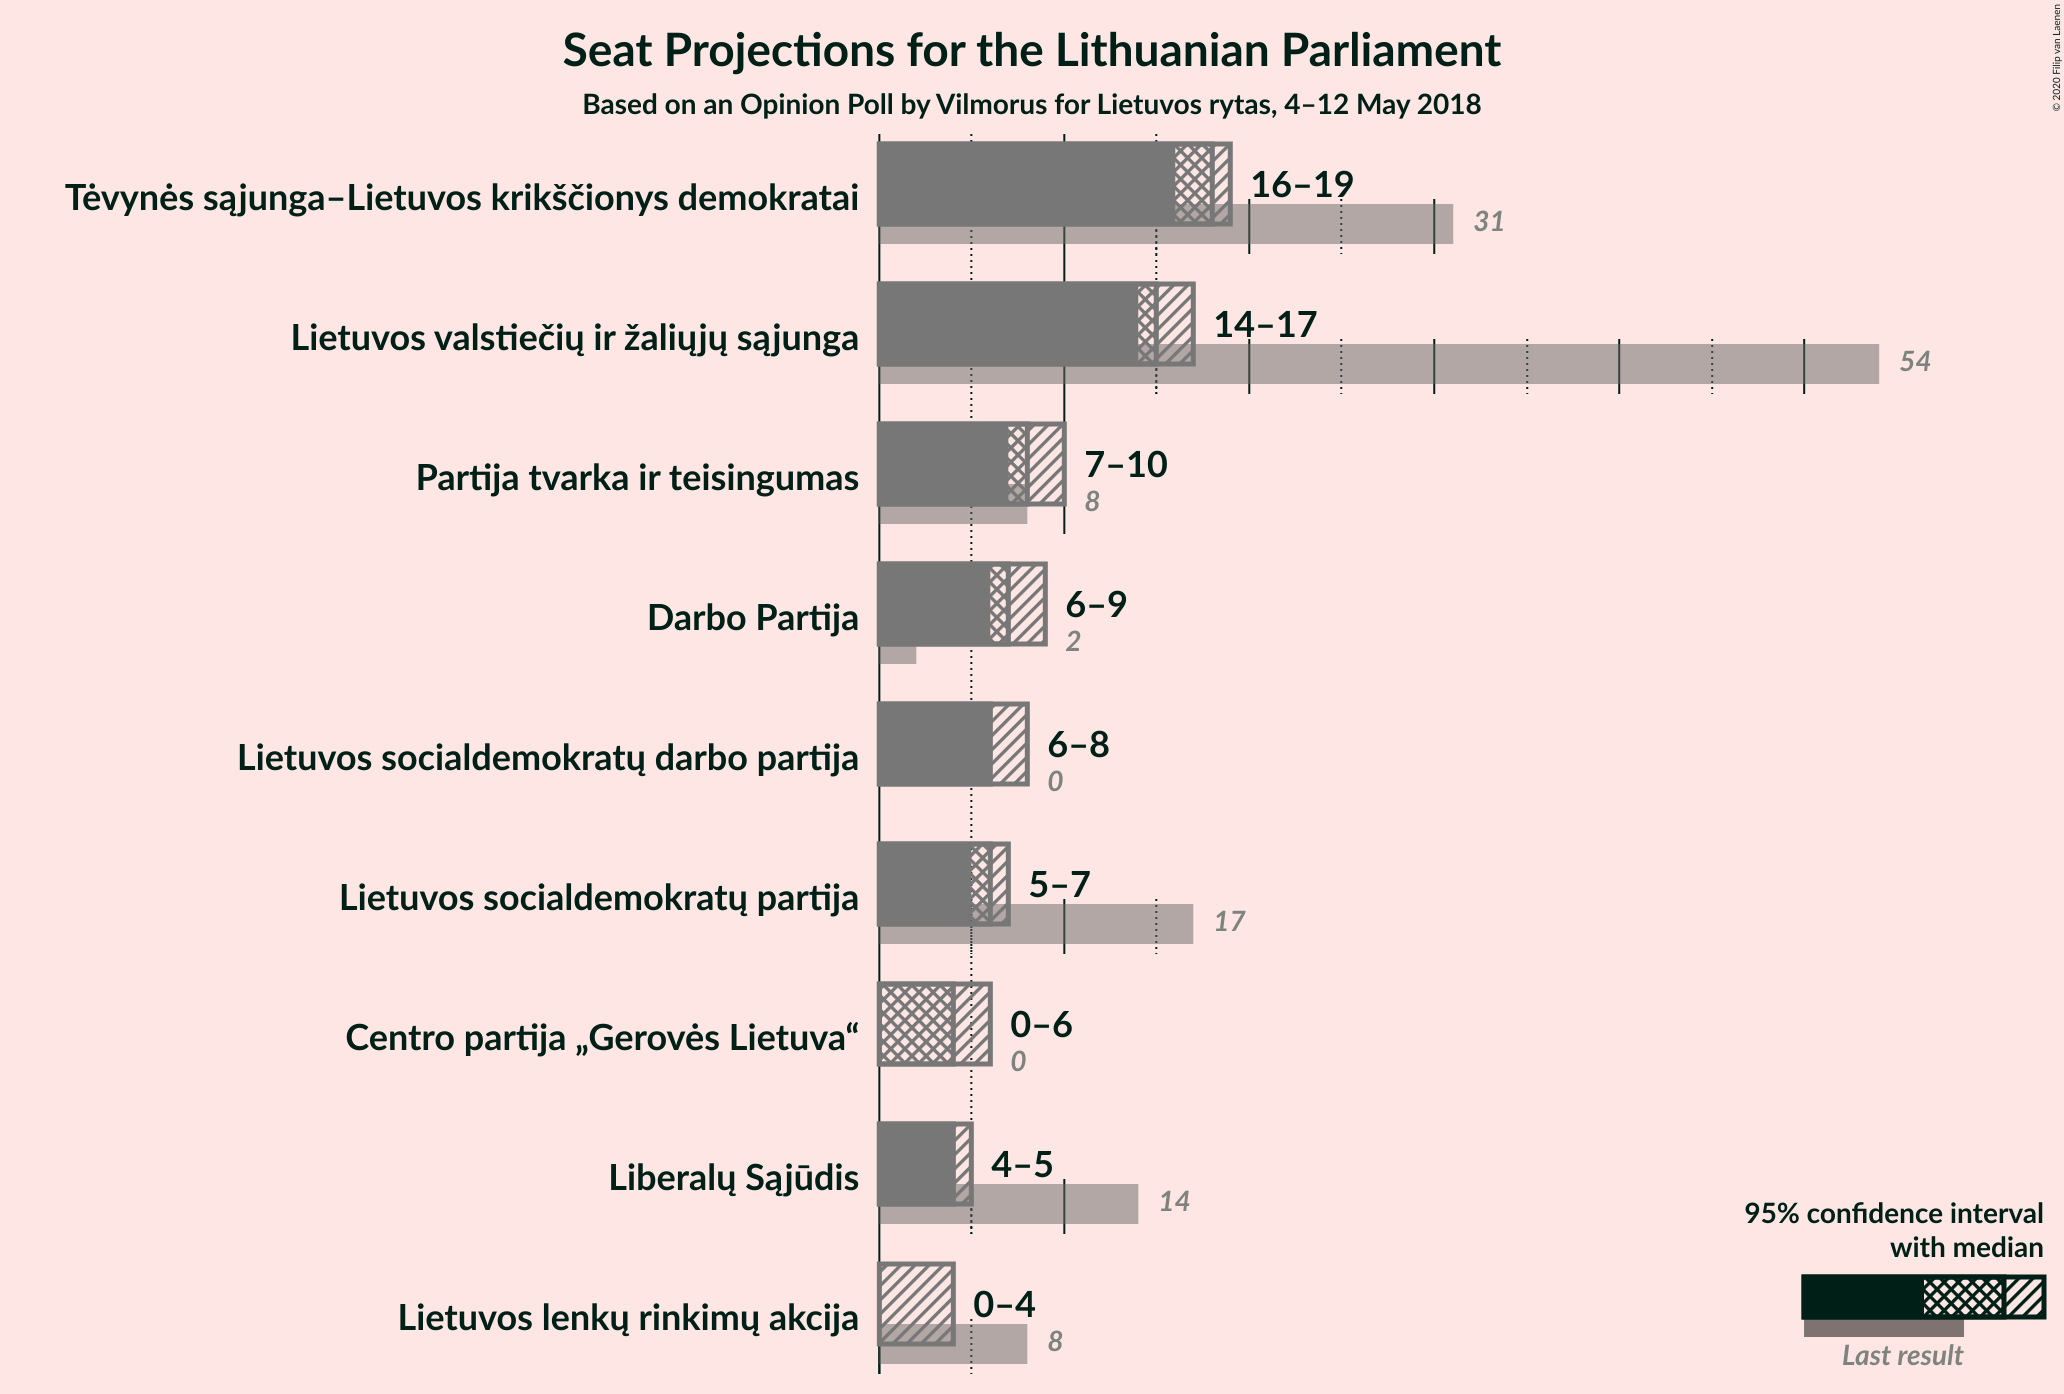 Seat Projections for the Lithuanian Parliament
Based on an Opinion Poll by Vilmorus for Lietuvos rytas, 4–12 May 2018
© 2020 Filip van Laenen
Tėvynės sąjunga–Lietuvos krikščionys demokratai
16–19
31
Lietuvos valstiečių ir žaliųjų sąjunga
14–17
54
Partija tvarka ir teisingumas
7–10
8
Darbo Partija
6–9
2
Lietuvos socialdemokratų darbo partija
6–8
0
Lietuvos socialdemokratų partija
5–7
17
Centro partija „Gerovės Lietuva“
0–6
0
Liberalų Sąjūdis
4–5
14
Lietuvos lenkų rinkimų akcija
0–4
8
95% confidence interval
with median
Last result